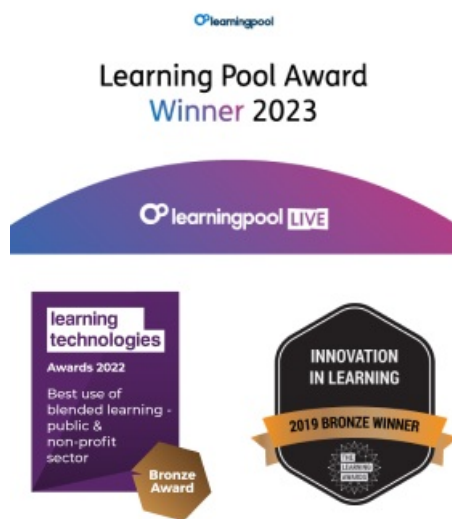 learningpool
Learning Pool Award
Winner 2023
learningpool LIVE
learning
technologies
Awards 2022
Best use of
blended learning -
public &
non-profit
sector
Bronze
Award
INNOVATION
IN LEARNING
2019 BRONZE WINNER
THE
LEARNING
AWARDS